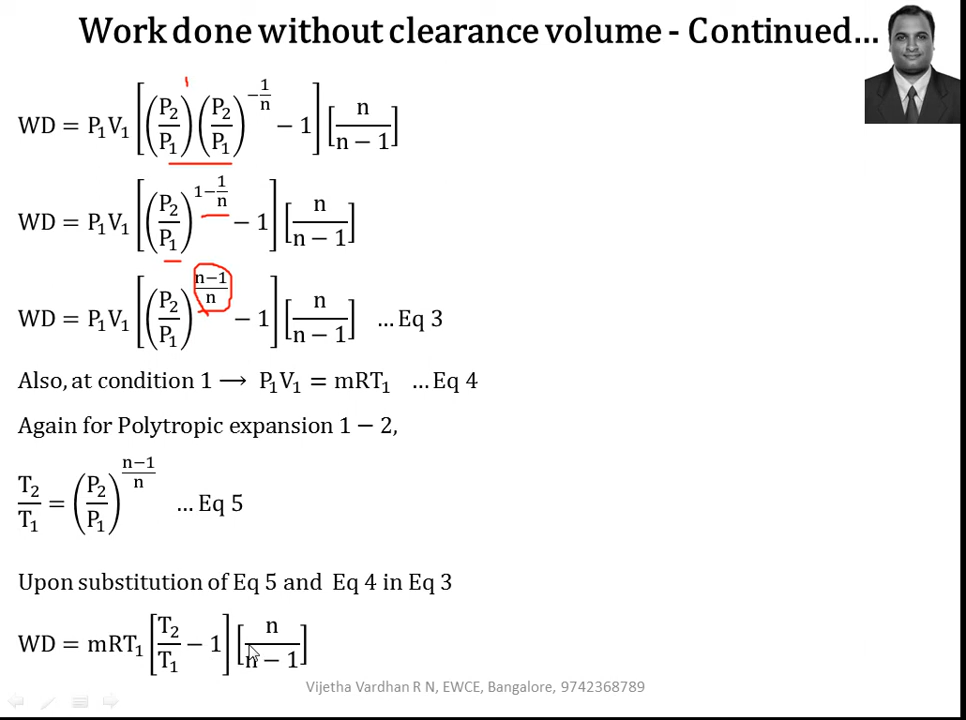 Work done without clearance volume - Continued...
WD = P₁V₁ [(P₂/P₁)(P₂/P₁)^(-1/n) − 1] [n/(n − 1)]
WD = P₁V₁ [(P₂/P₁)^(1−1/n) − 1] [n/(n − 1)]
WD = P₁V₁ [(P₂/P₁)^((n−1)/n) − 1] [n/(n − 1)] ... Eq 3
Also, at condition 1 ⟶ P₁V₁ = mRT₁ ... Eq 4
Again for Polytropic expansion 1 − 2,
T₂/T₁ = (P₂/P₁)^((n−1)/n) ... Eq 5
Upon substitution of Eq 5 and Eq 4 in Eq 3
WD = mRT₁ [T₂/T₁ − 1] [n/(n − 1)]
Vijetha Vardhan R N, EWCE, Bangalore, 9742368789